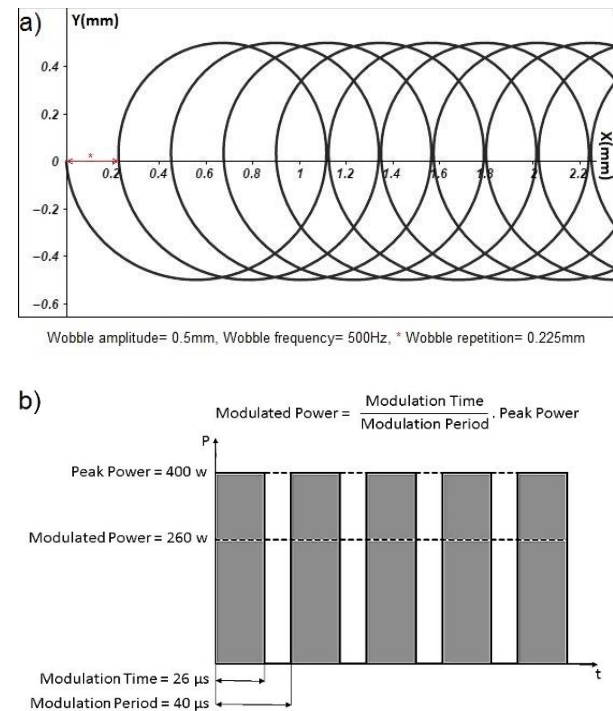 a)
Y(mm)
0.4
0.2
0
-0.2
-0.4
-0.6
*
0.2 0.4 0.6 0.8 1 1.2 1.4 1.6 1.8 2 2.2
X(mm)
Wobble amplitude= 0.5mm, Wobble frequency= 500Hz, * Wobble repetition= 0.225mm
b)
Modulated Power = Modulation Time / Modulation Period . Peak Power
P
Peak Power = 400 w
Modulated Power = 260 w
t
Modulation Time = 26 µs
Modulation Period = 40 µs